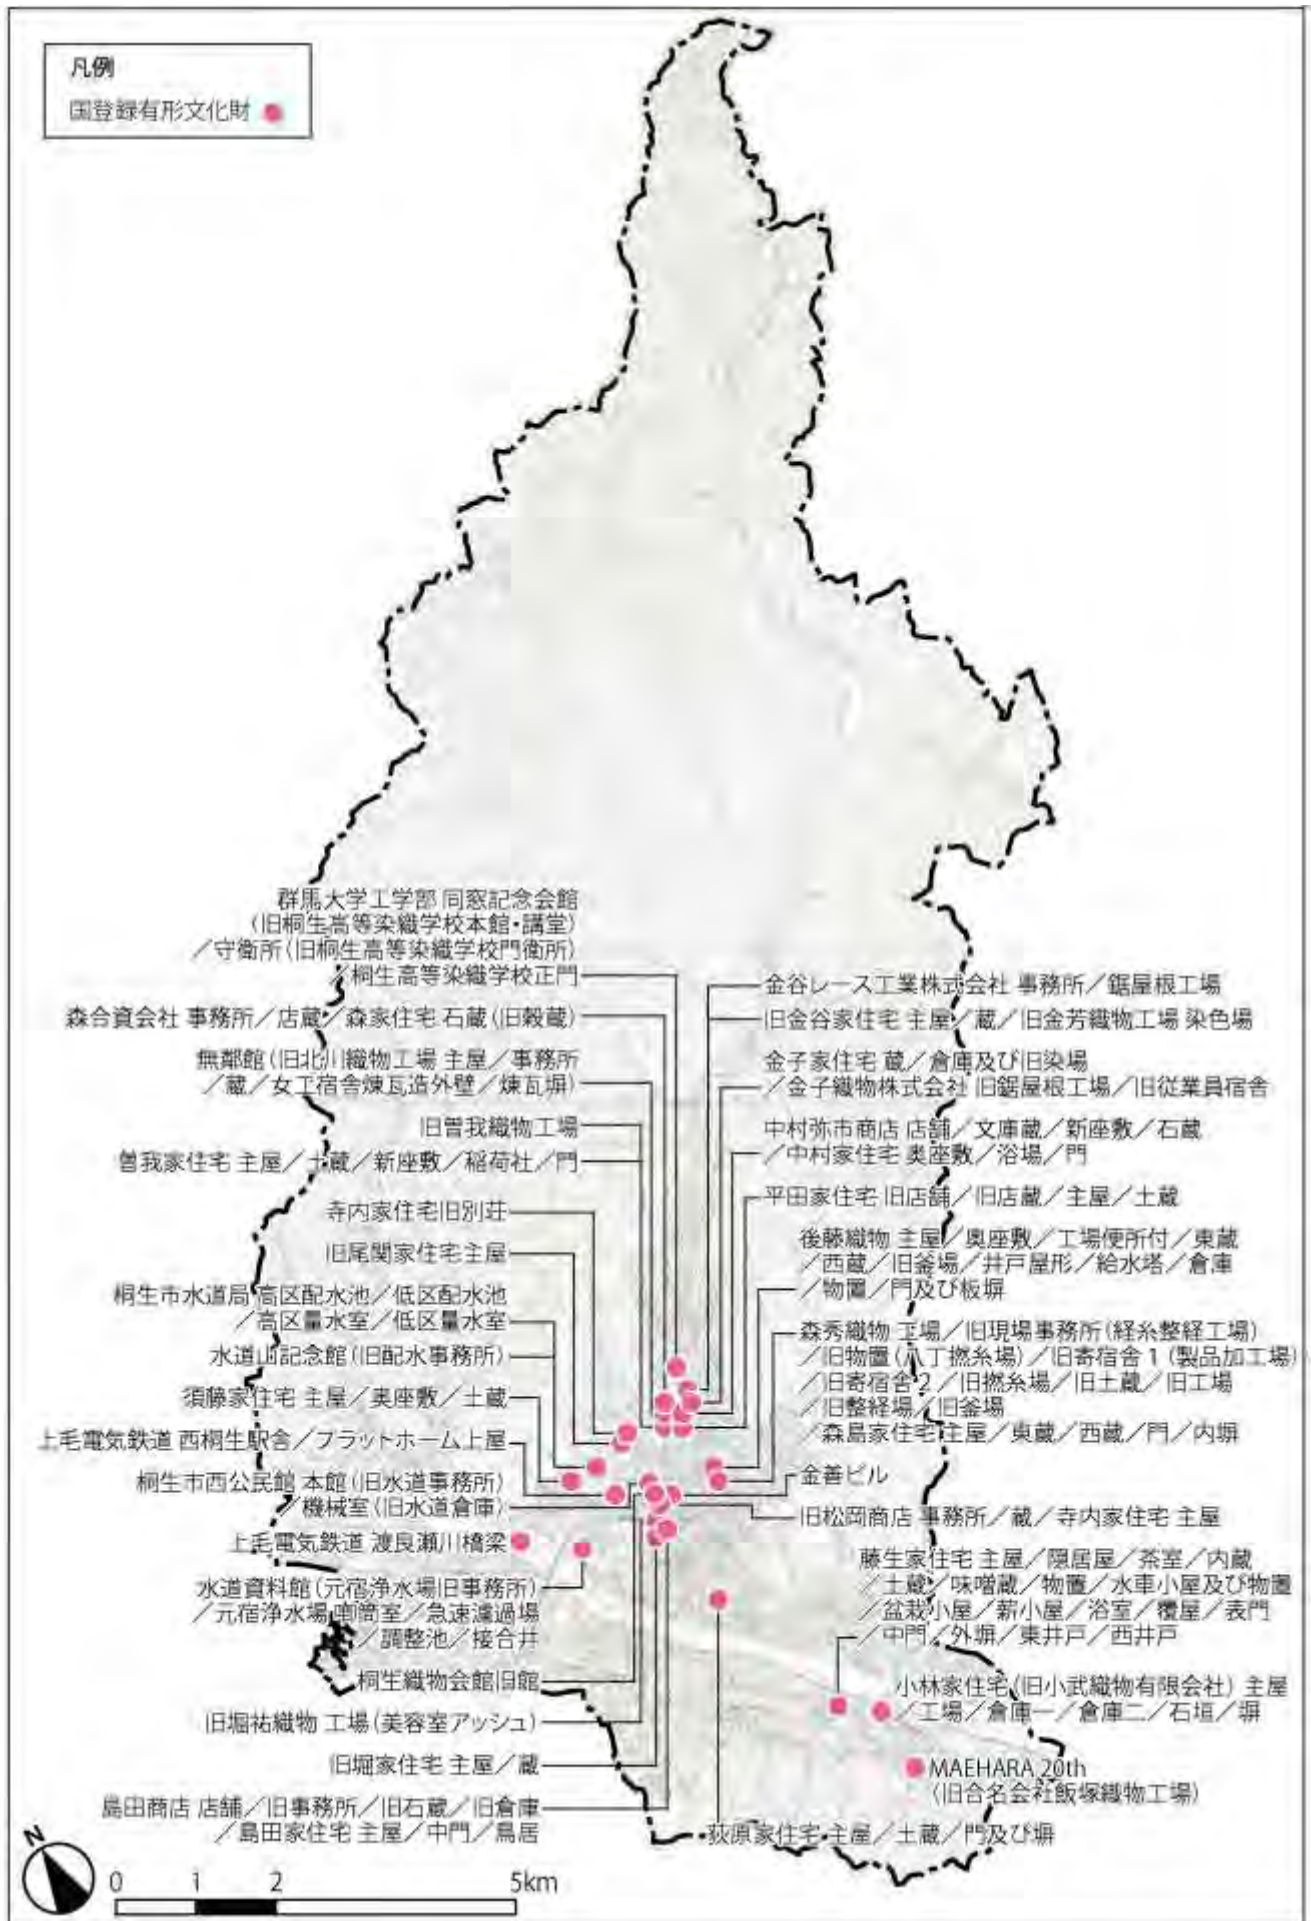 凡例
国登録有形文化財
群馬大学工学部 同窓記念会館
(旧桐生高等染織学校本館・講堂)
／守衛所(旧桐生高等染織学校門衛所)
／桐生高等染織学校正門
森合資会社 事務所／店蔵／森家住宅 石蔵(旧穀蔵)
無鄰館(旧北川織物工場 主屋／事務所
／蔵／女工宿舎煉瓦造外壁／煉瓦塀)
旧曽我織物工場
曽我家住宅 主屋／土蔵／新座敷／稲荷社／門
寺内家住宅旧別荘
旧尾関家住宅主屋
桐生市水道局 高区配水池／低区配水池
／高区量水室／低区量水室
水道山記念館(旧配水事務所)
須藤家住宅 主屋／奥座敷／土蔵
上毛電気鉄道 西桐生駅舎／プラットホーム上屋
桐生市西公民館 本館(旧水道事務所)
／機械室(旧水道倉庫)
上毛電気鉄道 渡良瀬川橋梁
水道資料館(元宿浄水場旧事務所)
／元宿浄水場 喞筒室／急速濾過場
／調整池／接合井
桐生織物会館旧館
旧堀祐織物 工場(美容室アッシュ)
旧堀家住宅 主屋／蔵
島田商店 店舗／旧事務所／旧石蔵／旧倉庫
／島田家住宅 主屋／中門／鳥居
金谷レース工業株式会社 事務所／鋸屋根工場
旧金谷家住宅 主屋／蔵／旧金芳織物工場 染色場
金子家住宅 蔵／倉庫及び旧染場
／金子織物株式会社 旧鋸屋根工場／旧従業員宿舎
中村弥市商店 店舗／文庫蔵／新座敷／石蔵
／中村家住宅 奥座敷／浴場／門
平田家住宅 旧店舗／旧店蔵／主屋／土蔵
後藤織物 主屋／奥座敷／工場便所付／東蔵
／西蔵／旧釜場／井戸屋形／給水塔／倉庫
／物置／門及び板塀
森秀織物 工場／旧現場事務所(経糸整経工場)
／旧物置(八丁撚糸場)／旧寄宿舎1(製品加工場)
／旧寄宿舎2／旧撚糸場／旧土蔵／旧工場
／旧整経場／旧釜場
／森島家住宅 主屋／東蔵／西蔵／門／内塀
金善ビル
旧松岡商店 事務所／蔵／寺内家住宅 主屋
藤生家住宅 主屋／隠居屋／茶室／内蔵
／土蔵／味噌蔵／物置／水車小屋及び物置
／盆栽小屋／薪小屋／浴室／覆屋／表門
／中門／外塀／東井戸／西井戸
小林家住宅(旧小武織物有限会社) 主屋
／工場／倉庫一／倉庫二／石垣／塀
MAEHARA 20th
(旧合名会社飯塚織物工場)
荻原家住宅 主屋／土蔵／門及び塀
N
0 1 2 5km